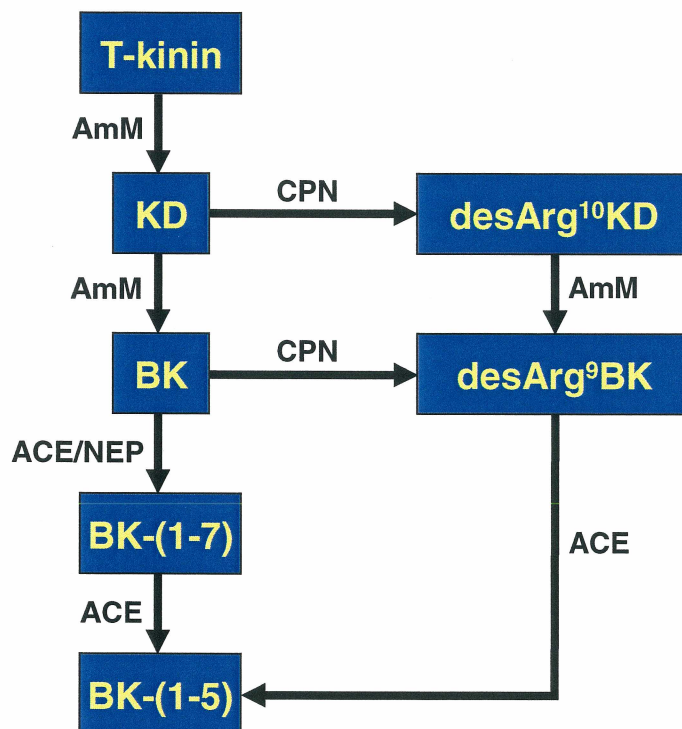 T-kinin
AmM
KD
CPN
desArg¹⁰KD
AmM
AmM
BK
CPN
desArg⁹BK
ACE/NEP
BK-(1-7)
ACE
ACE
BK-(1-5)